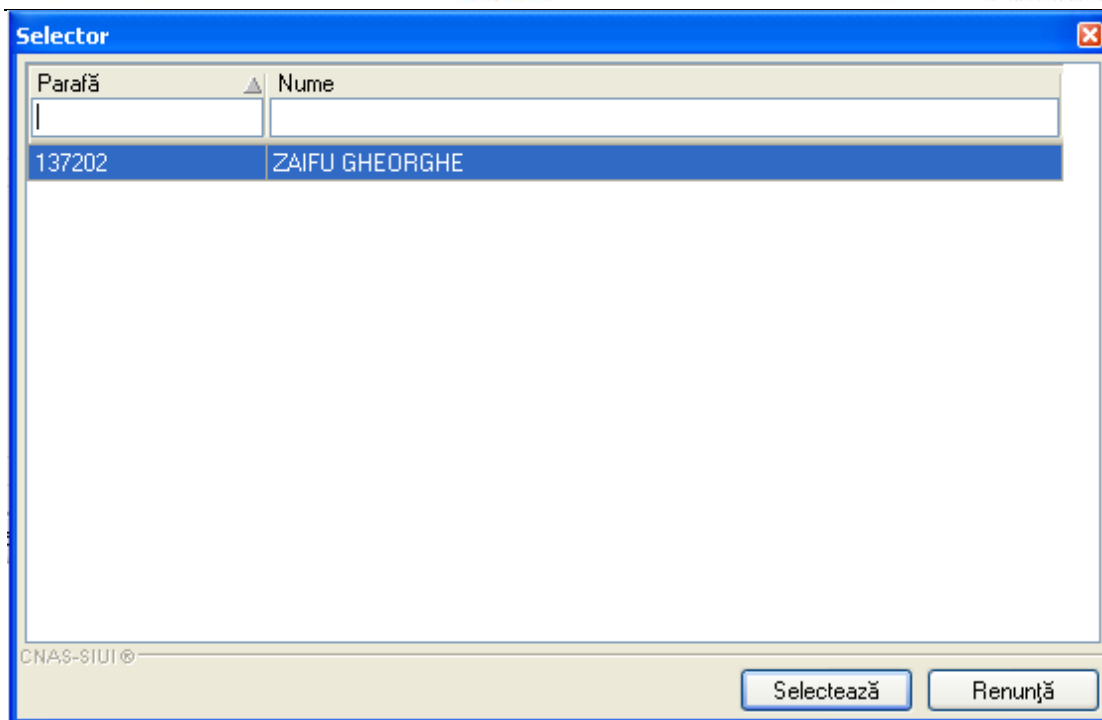 Selector
Parafă Nume
137202 ZAIFU GHEORGHE
CNAS-SIUI®
Selectează Renunţă